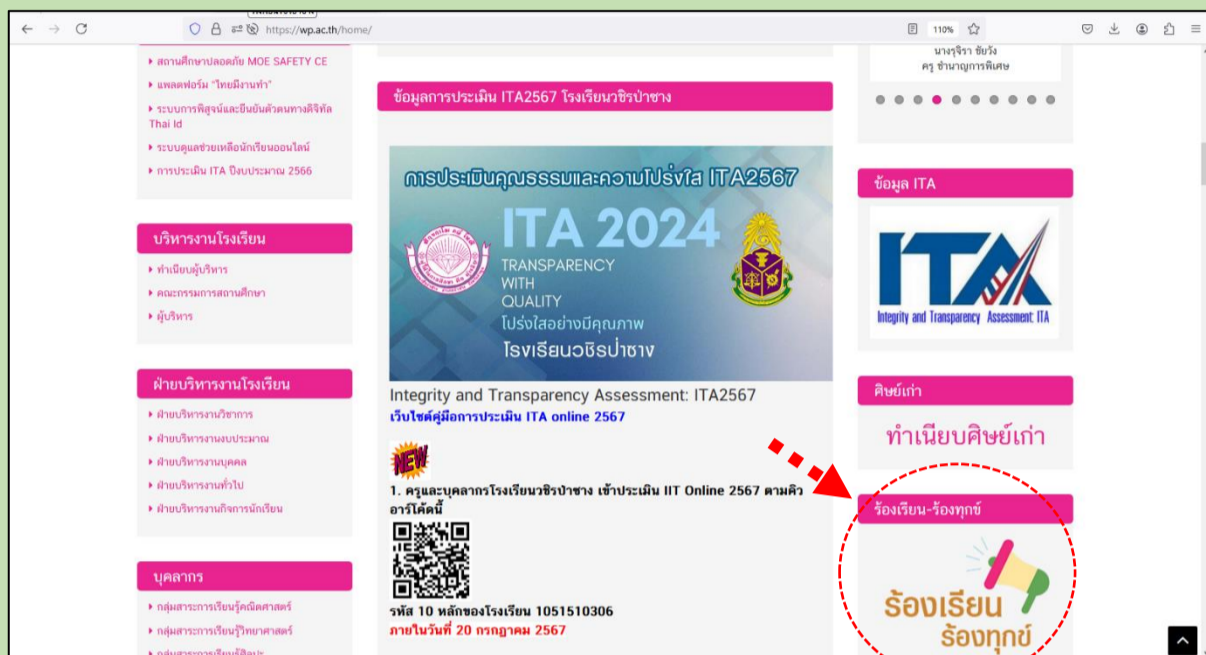 https://wp.ac.th/home/
110%
สถานศึกษาปลอดภัย MOE SAFETY CE
แพลตฟอร์ม "ไทยมีงานทำ"
ระบบการพิสูจน์และยืนยันตัวตนทางดิจิทัล
Thai Id
ระบบดูแลช่วยเหลือนักเรียนออนไลน์
การประเมิน ITA ปีงบประมาณ 2566
บริหารงานโรงเรียน
ทำเนียบผู้บริหาร
คณะกรรมการสถานศึกษา
ผู้บริหาร
ฝ่ายบริหารงานโรงเรียน
ฝ่ายบริหารงานวิชาการ
ฝ่ายบริหารงานงบประมาณ
ฝ่ายบริหารงานบุคคล
ฝ่ายบริหารงานทั่วไป
ฝ่ายบริหารงานกิจการนักเรียน
บุคลากร
กลุ่มสาระการเรียนรู้คณิตศาสตร์
กลุ่มสาระการเรียนรู้วิทยาศาสตร์
ข้อมูลการประเมิน ITA2567 โรงเรียนวชิรป่าซาง
การประเมินคุณธรรมและความโปร่งใส ITA2567
ITA 2024
TRANSPARENCY
WITH
QUALITY
โปร่งใสอย่างมีคุณภาพ
โรงเรียนวชิรป่าซาง
Integrity and Transparency Assessment: ITA2567
เว็บไซต์คู่มือการประเมิน ITA online 2567
NEW
1. ครูและบุคลากรโรงเรียนวชิรป่าซาง เข้าประเมิน IIT Online 2567 ตามคิว
อาร์โค้ดนี้
รหัส 10 หลักของโรงเรียน 1051510306
ภายในวันที่ 20 กรกฎาคม 2567
นางรุจิรา ชัยวัง
ครู ชำนาญการพิเศษ
ข้อมูล ITA
ITA
Integrity and Transparency Assessment: ITA
ศิษย์เก่า
ทำเนียบศิษย์เก่า
ร้องเรียน-ร้องทุกข์
ร้องเรียน
ร้องทุกข์